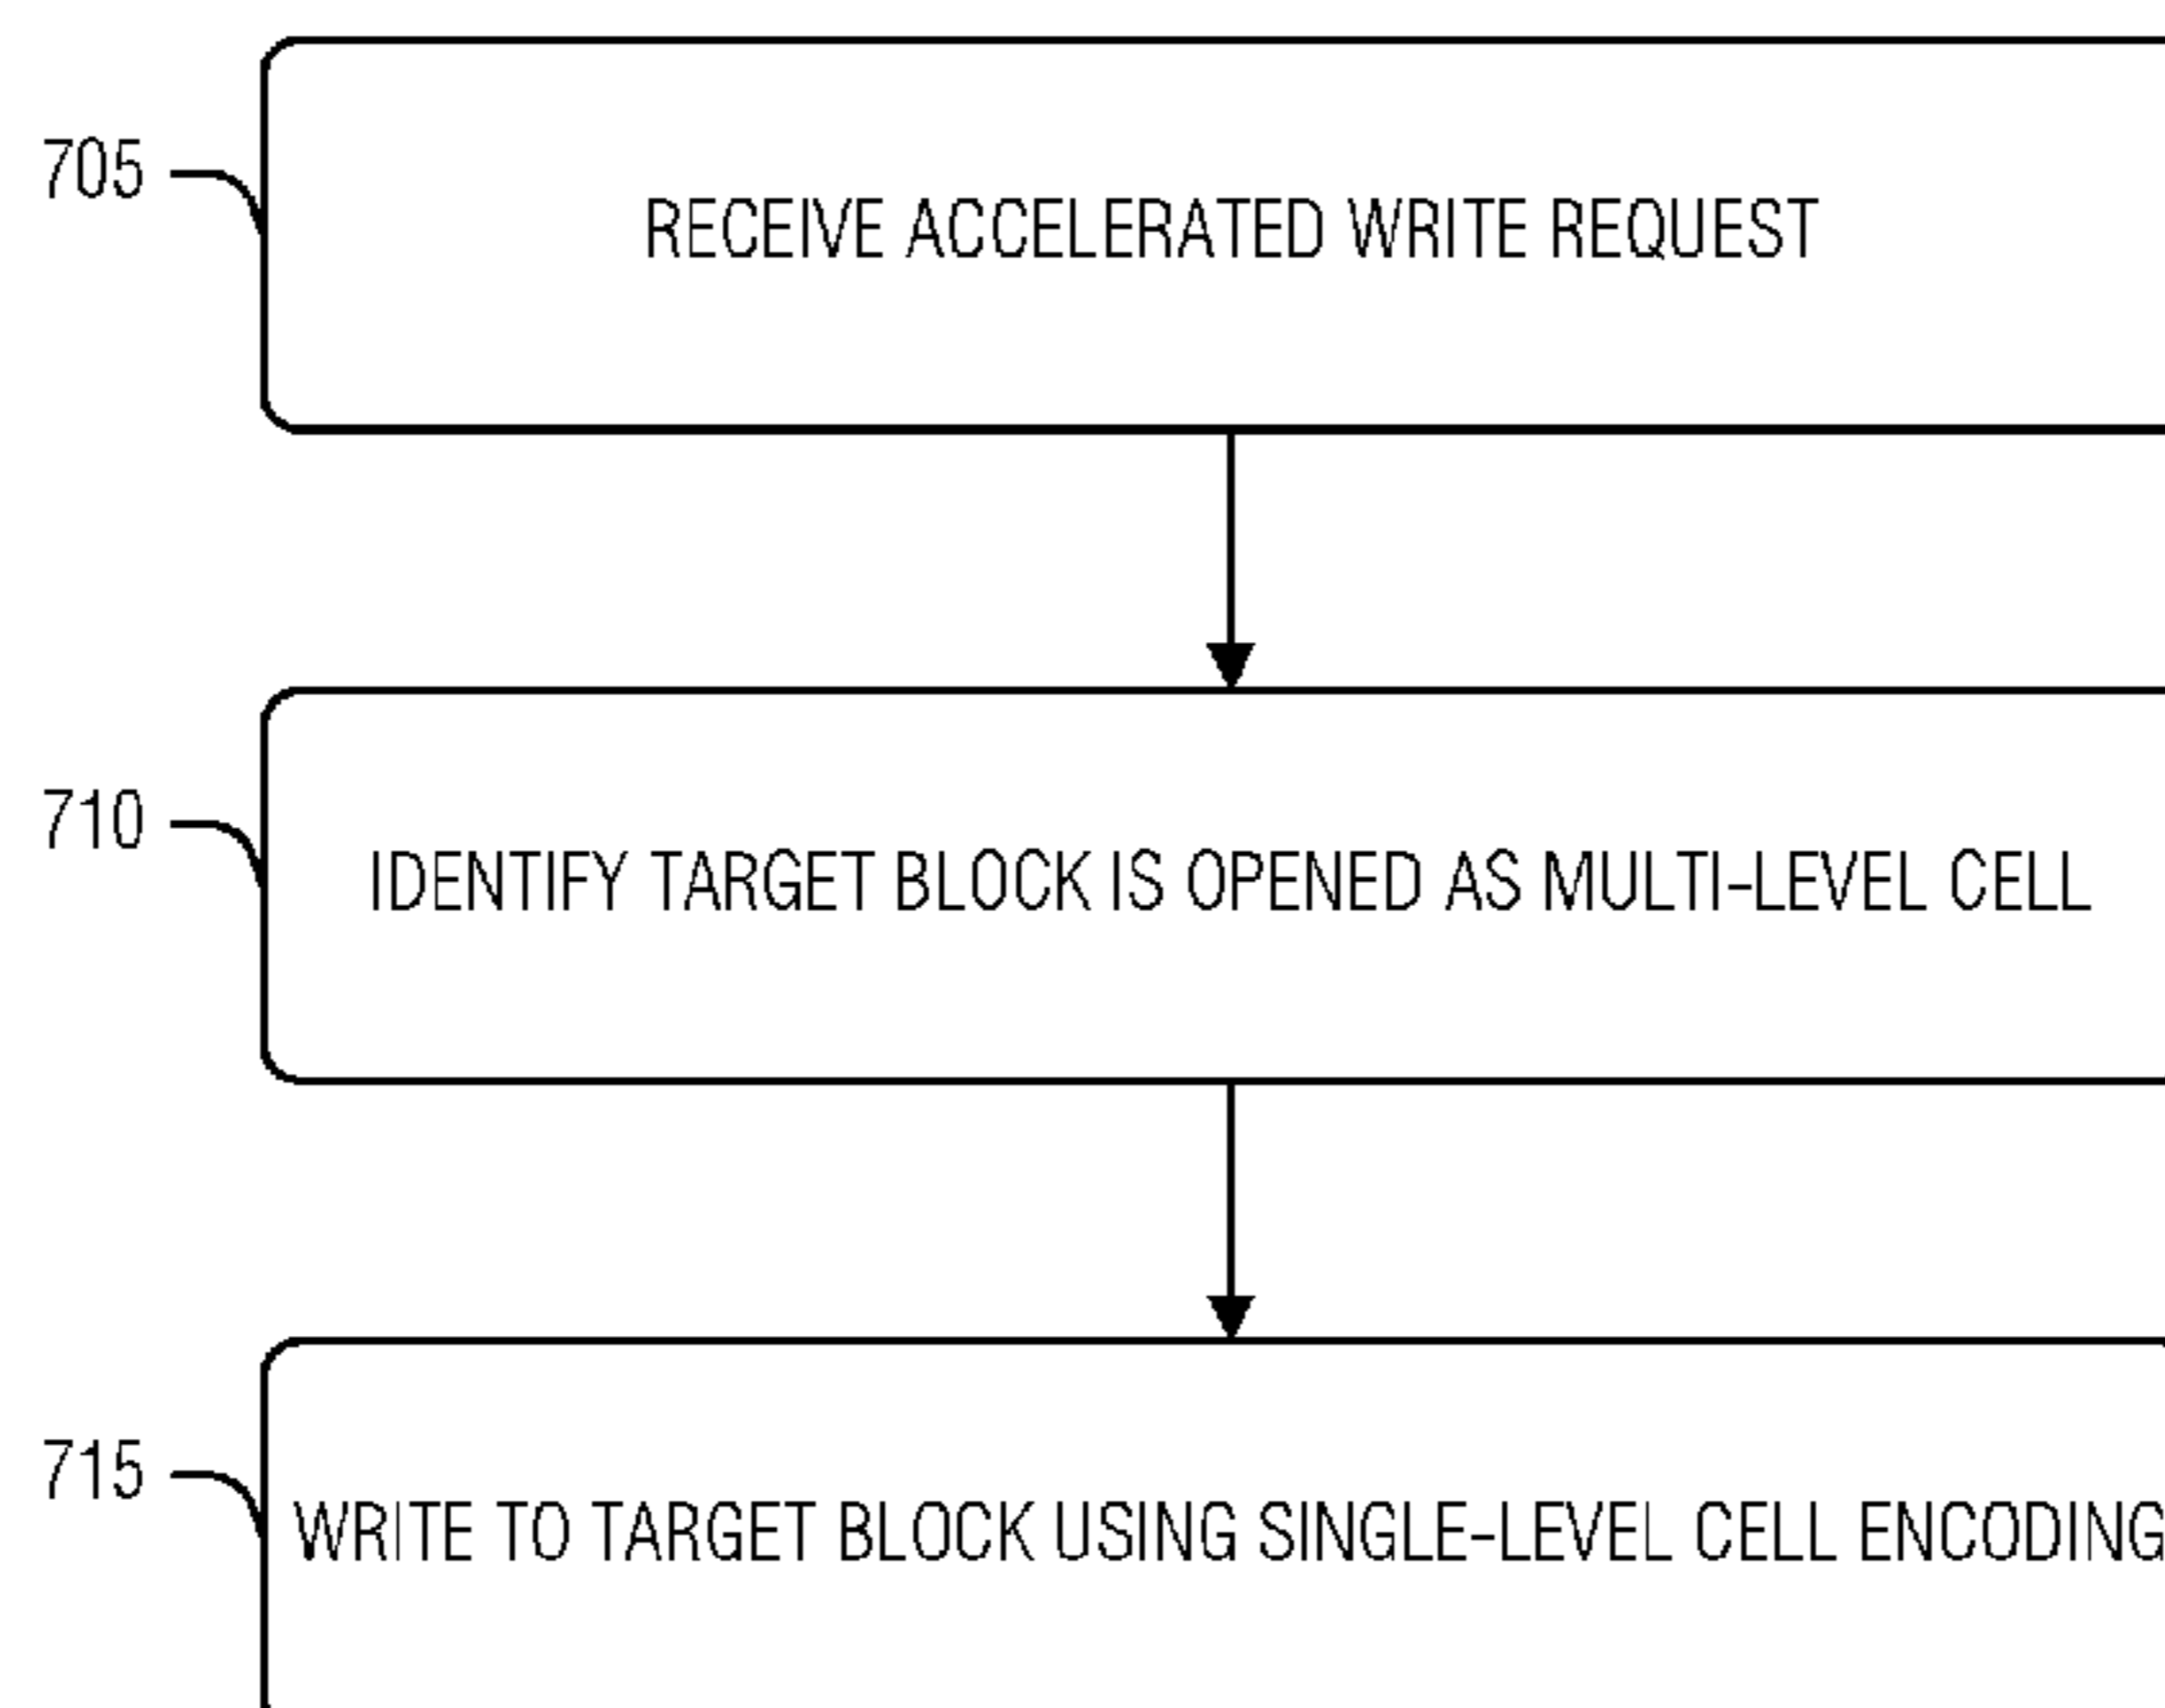 705
RECEIVE ACCELERATED WRITE REQUEST
710
IDENTIFY TARGET BLOCK IS OPENED AS MULTI-LEVEL CELL
715
WRITE TO TARGET BLOCK USING SINGLE-LEVEL CELL ENCODING